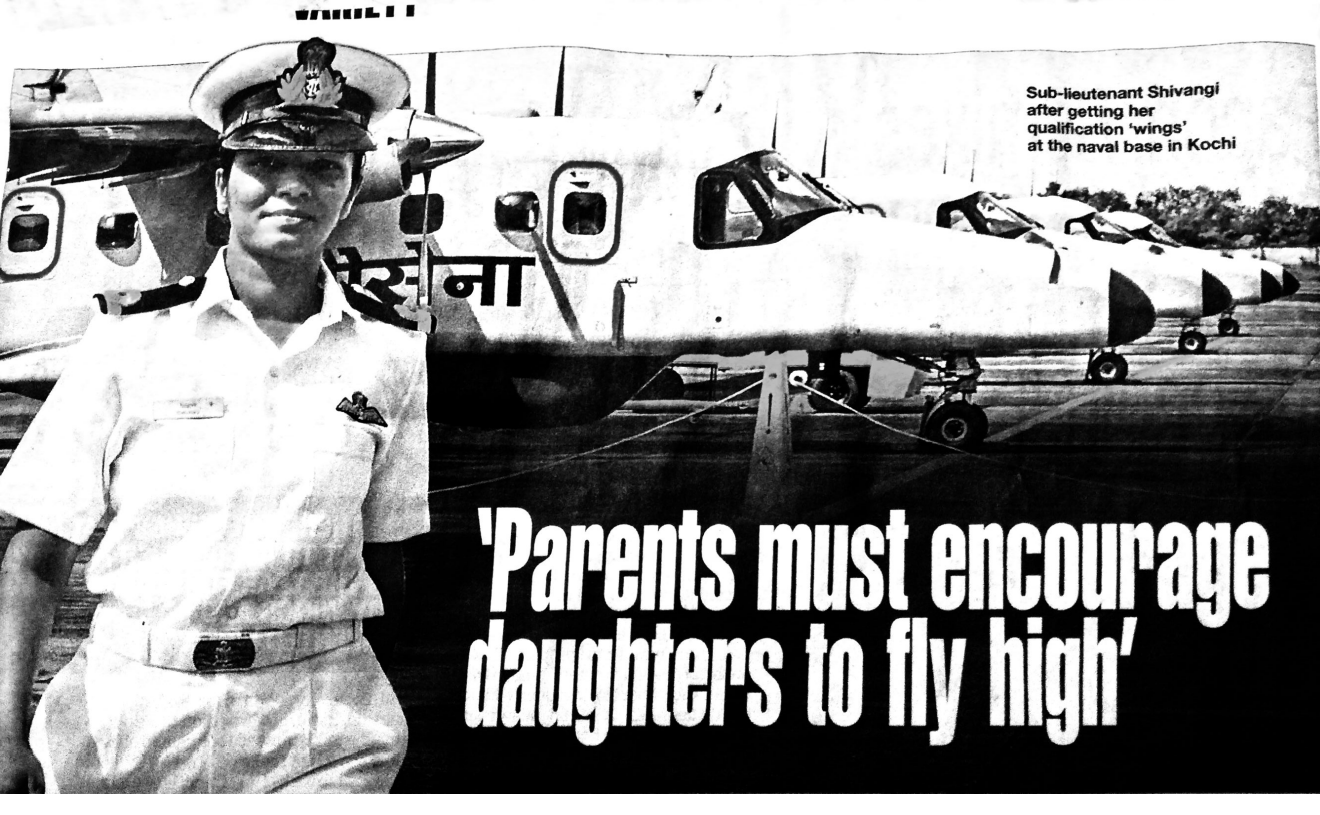 Sub-lieutenant Shivangi
after getting her
qualification ‘wings’
at the naval base in Kochi
सेना
‘Parents must encourage
daughters to fly high’